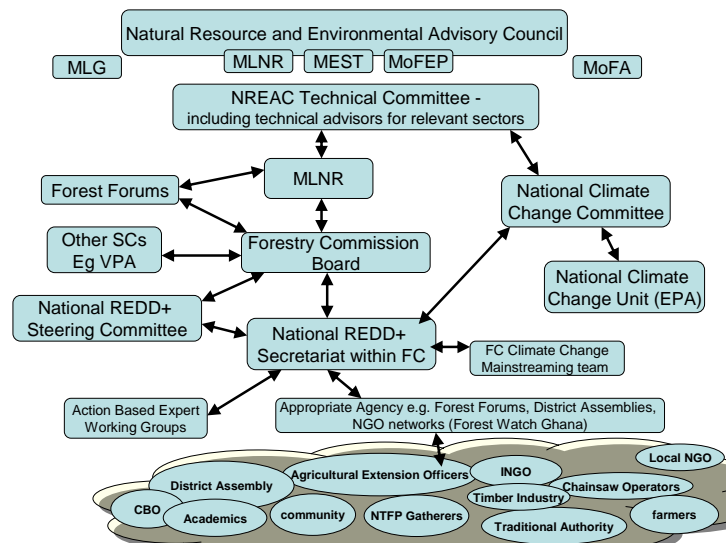 Natural Resource and Environmental Advisory Council
MLG
MLNR
MEST
MoFEP
MoFA
NREAC Technical Committee -
including technical advisors for relevant sectors
MLNR
Forest Forums
National Climate
Change Committee
Other SCs
Eg VPA
Forestry Commission
Board
National Climate
Change Unit (EPA)
National REDD+
Steering Committee
National REDD+
Secretariat within FC
FC Climate Change
Mainstreaming team
Action Based Expert
Working Groups
Appropriate Agency e.g. Forest Forums, District Assemblies,
NGO networks (Forest Watch Ghana)
Local NGO
Agricultural Extension Officers
INGO
District Assembly
Chainsaw Operators
Timber Industry
CBO
Academics
community
NTFP Gatherers
Traditional Authority
farmers